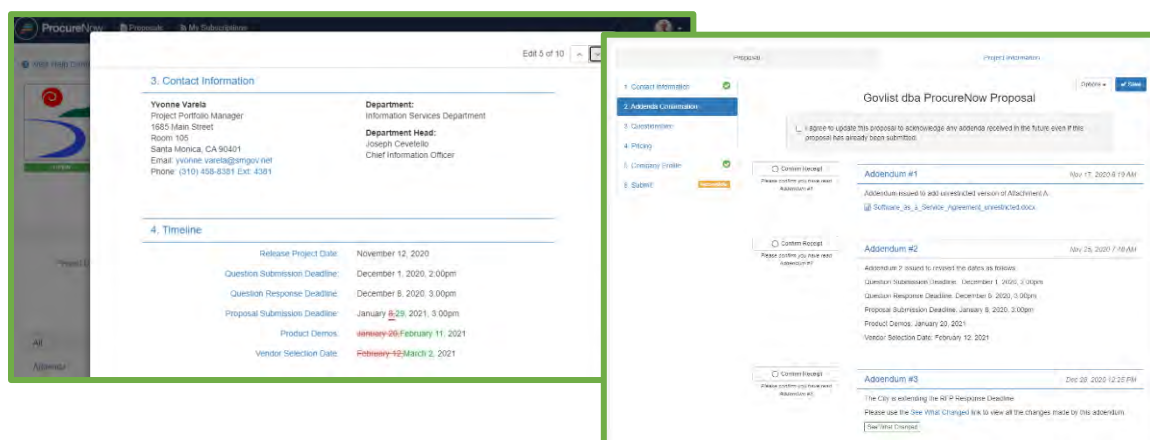 ProcureNow
Proposals
My Subscriptions
Edit 5 of 10
3. Contact Information
Yvonne Varela
Project Portfolio Manager
1685 Main Street
Room 105
Santa Monica, CA 90401
Email: yvonne.varela@smgov.net
Phone: (310) 458-8381 Ext: 4381
Department:
Information Services Department
Department Head:
Joseph Cevetello
Chief Information Officer
4. Timeline
Release Project Date: November 12, 2020
Question Submission Deadline: December 1, 2020, 2:00pm
Question Response Deadline: December 8, 2020, 3:00pm
Proposal Submission Deadline: January 8,29, 2021, 3:00pm
Product Demos: January 20,February 11, 2021
Vendor Selection Date: February 12,March 2, 2021
All
Addenda
Proposal
Project Information
1. Contact Information
2. Addenda Confirmation
3. Questionnaire
4. Pricing
5. Company Profile
6. Submit
Options
Save
Govlist dba ProcureNow Proposal
I agree to update this proposal to acknowledge any addenda received in the future even if this
proposal has already been submitted.
Confirm Receipt
Please confirm you have read
Addendum #1
Addendum #1
Nov 17, 2020 8:19 AM
Addendum issued to add unrestricted version of Attachment A.
Software_as_a_Service_Agreement_unrestricted.docx
Confirm Receipt
Please confirm you have read
Addendum #2
Addendum #2
Addendum 2 issued to revised the dates as follows:
Question Submission Deadline: December 1, 2020, 2:00pm
Question Response Deadline: December 8, 2020, 3:00pm
Proposal Submission Deadline: January 8, 2020, 3:00pm
Product Demos: January 20, 2021
Vendor Selection Date: February 12, 2021
Confirm Receipt
Please confirm you have read
Addendum #3
Addendum #3
Dec 28, 2020 12:25 PM
The City is extending the RFP Response Deadline.
Please use the See What Changed link to view all the changes made by this addendum.
See What Changed